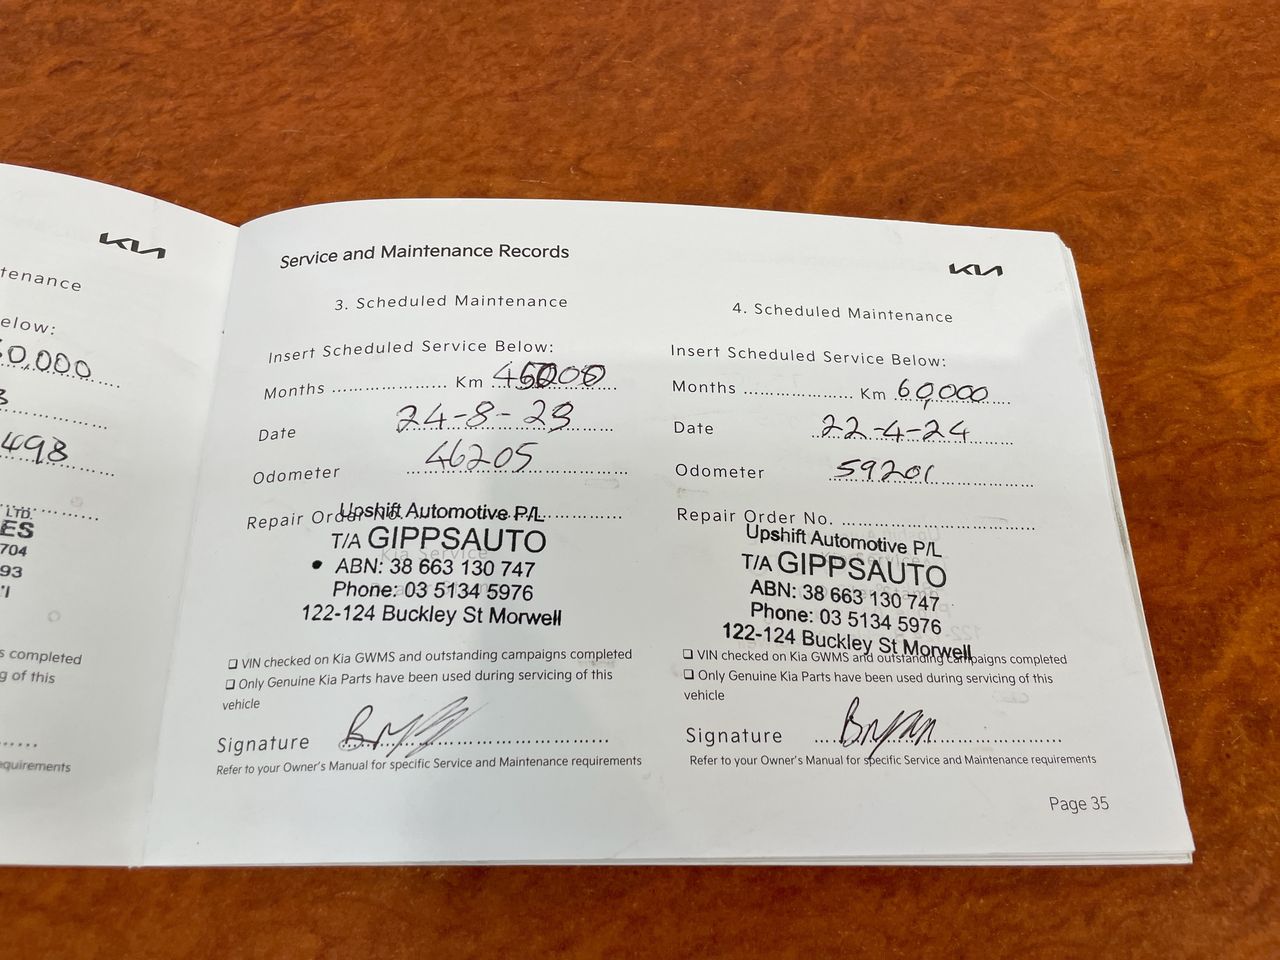 KIA
tenance
elow:
0,000
498
LTD.
ES
704
93
s completed
g of this
equirements
Service and Maintenance Records
KIA
3. Scheduled Maintenance
Insert Scheduled Service Below:
Months .................... Km
Date 24-8-23
Odometer 46205
Repair Order No.
Upshift Automotive P/L
T/A GIPPSAUTO
ABN: 38 663 130 747
Phone: 03 5134 5976
122-124 Buckley St Morwell
❑ VIN checked on Kia GWMS and outstanding campaigns completed
❑ Only Genuine Kia Parts have been used during servicing of this
vehicle
Signature
Refer to your Owner's Manual for specific Service and Maintenance requirements
4. Scheduled Maintenance
Insert Scheduled Service Below:
Months .................... Km 60,000
Date 22-4-24
Odometer 59201
Repair Order No. ..................
Upshift Automotive P/L
T/A GIPPSAUTO
ABN: 38 663 130 747
Phone: 03 5134 5976
122-124 Buckley St Morwell
❑ VIN checked on Kia GWMS and outstanding campaigns completed
❑ Only Genuine Kia Parts have been used during servicing of this
vehicle
Signature Bryan
Refer to your Owner's Manual for specific Service and Maintenance requirements
Page 35